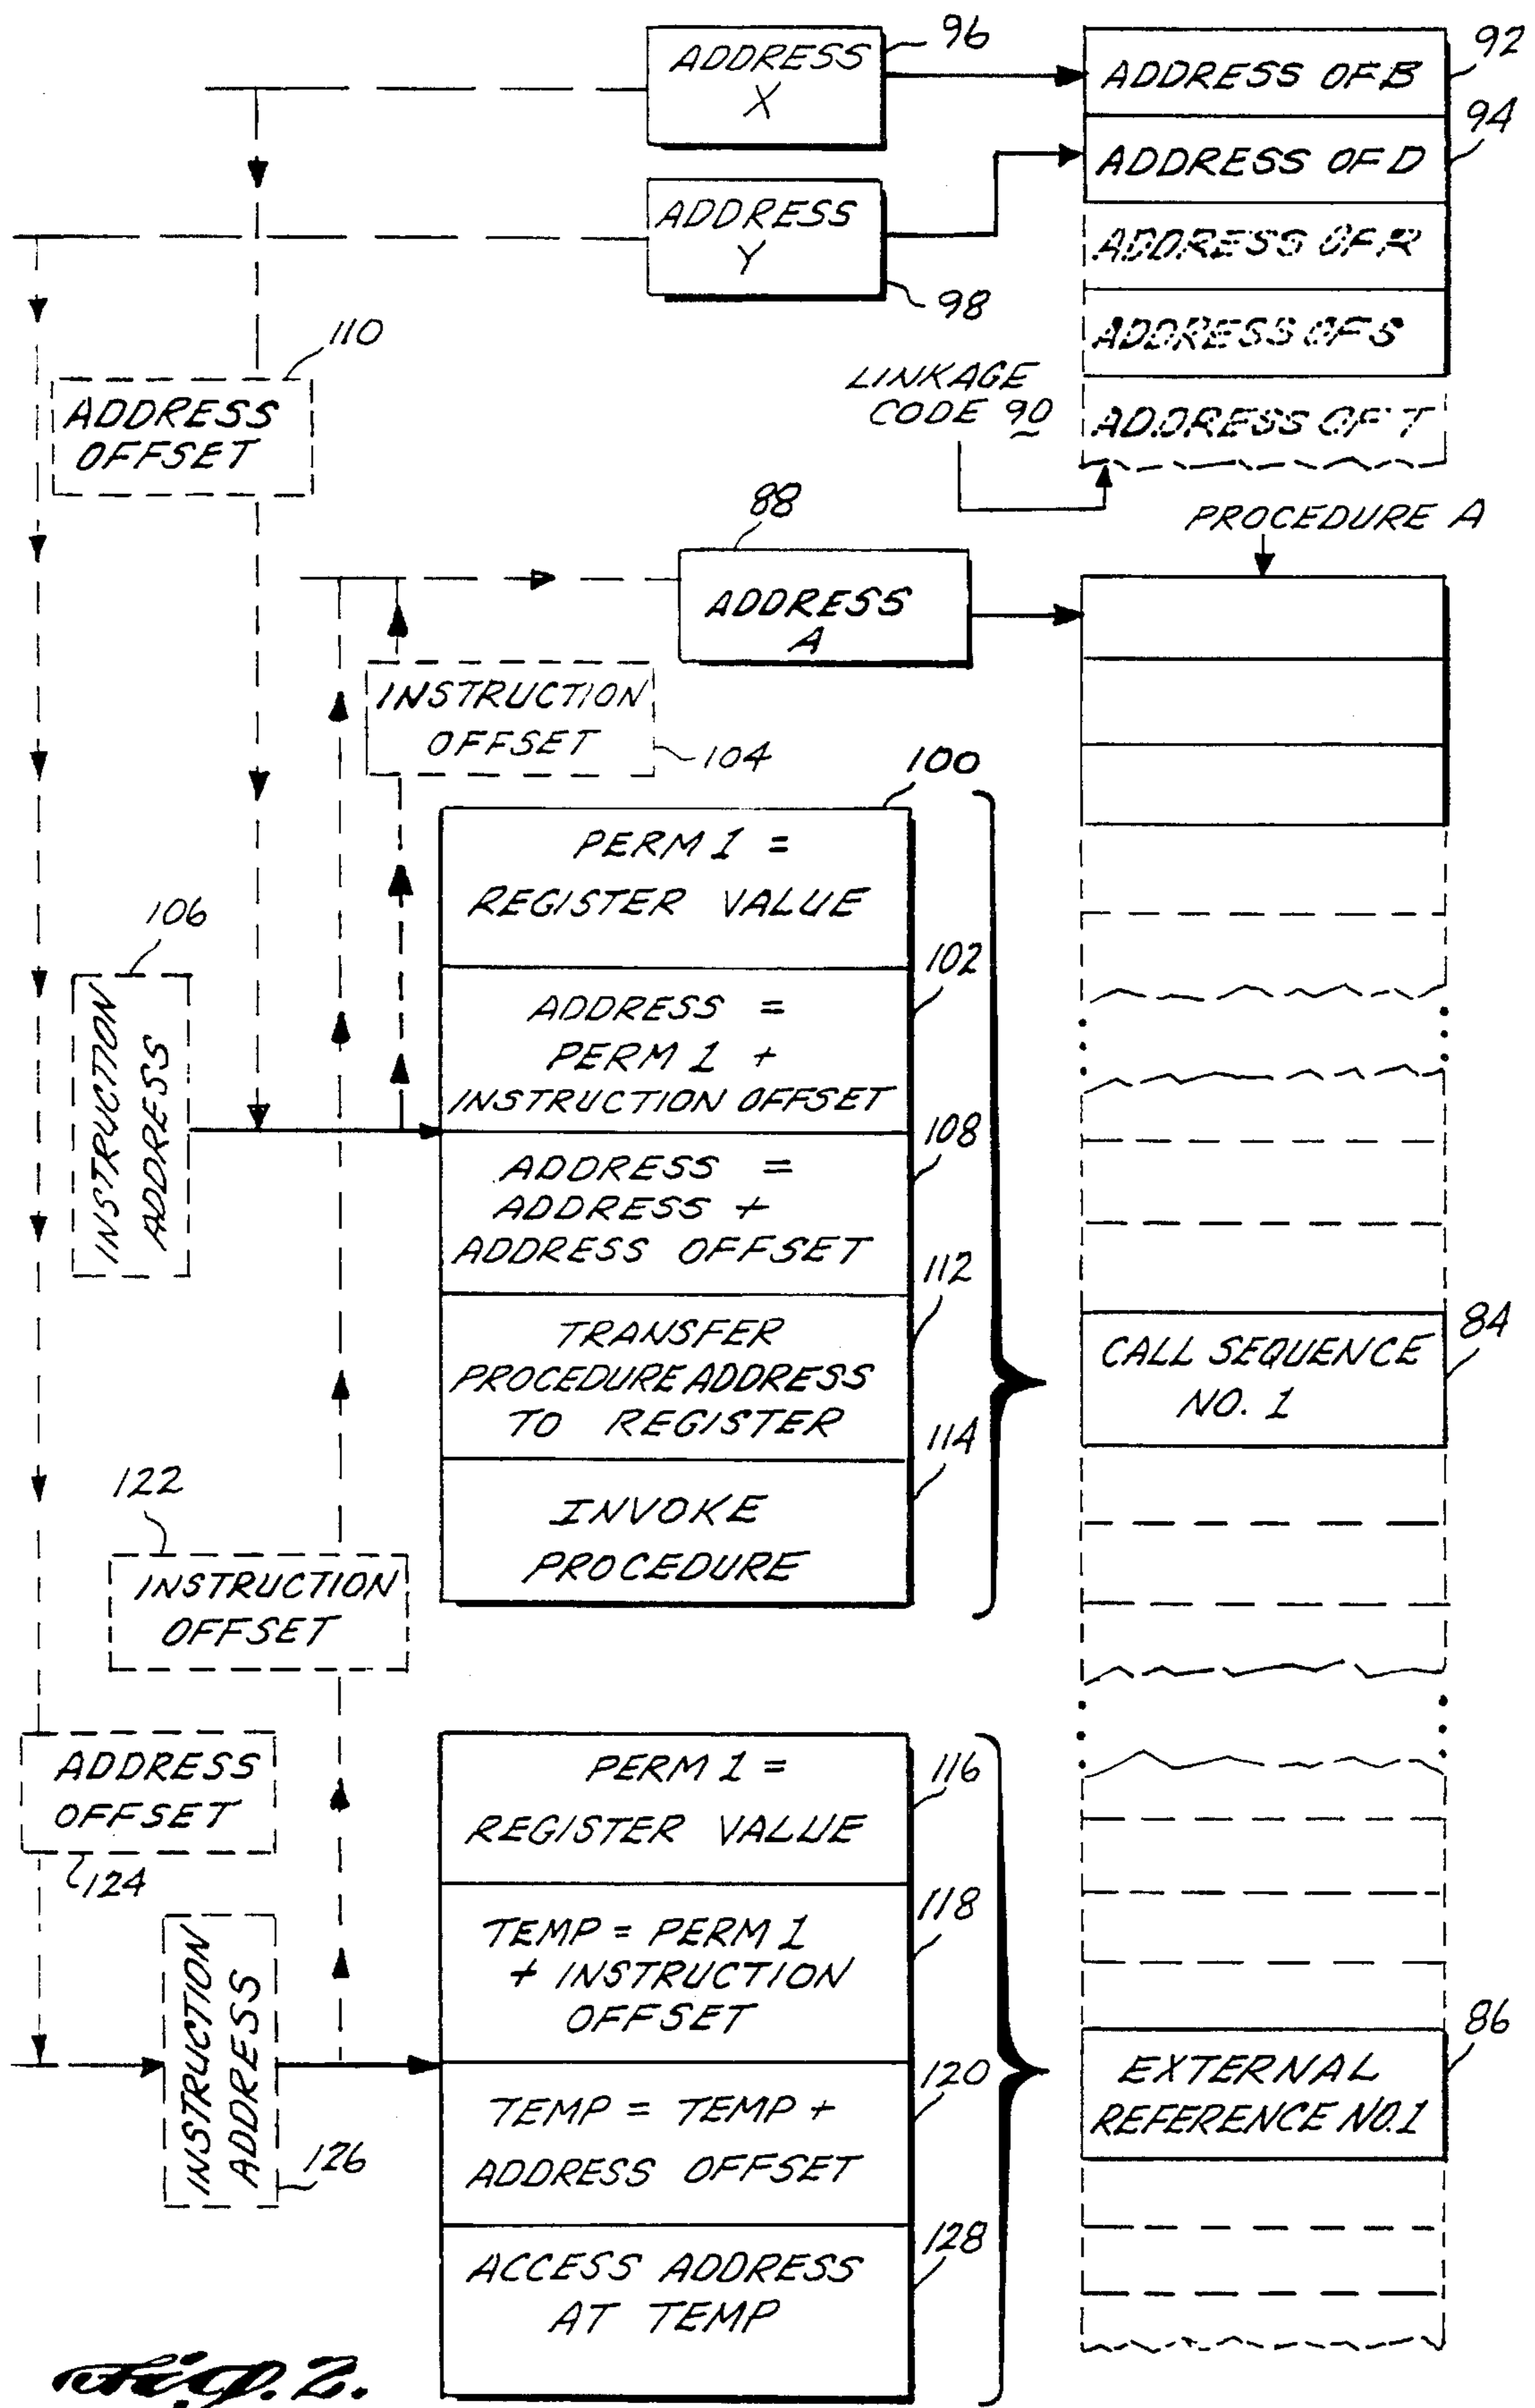 96
92
ADDRESS
X
ADDRESS OF B
94
ADDRESS OF D
ADDRESS
Y
ADDRESS OF R
98
ADDRESS OF S
110
ADDRESS
OFFSET
LINKAGE
CODE 90
ADDRESS OF T
88
PROCEDURE A
ADDRESS
A
INSTRUCTION
OFFSET
104
100
PERM 1 =
REGISTER VALUE
106
102
INSTRUCTION
ADDRESS
ADDRESS =
PERM 1 +
INSTRUCTION OFFSET
108
ADDRESS =
ADDRESS +
ADDRESS OFFSET
112
TRANSFER
PROCEDURE ADDRESS
TO REGISTER
84
CALL SEQUENCE
NO. 1
114
INVOKE
PROCEDURE
122
INSTRUCTION
OFFSET
ADDRESS
OFFSET
124
PERM 1 =
REGISTER VALUE
116
118
TEMP = PERM 1
+ INSTRUCTION
OFFSET
INSTRUCTION
ADDRESS
126
120
TEMP = TEMP +
ADDRESS OFFSET
86
EXTERNAL
REFERENCE NO. 1
128
ACCESS ADDRESS
AT TEMP
Fig. 2.